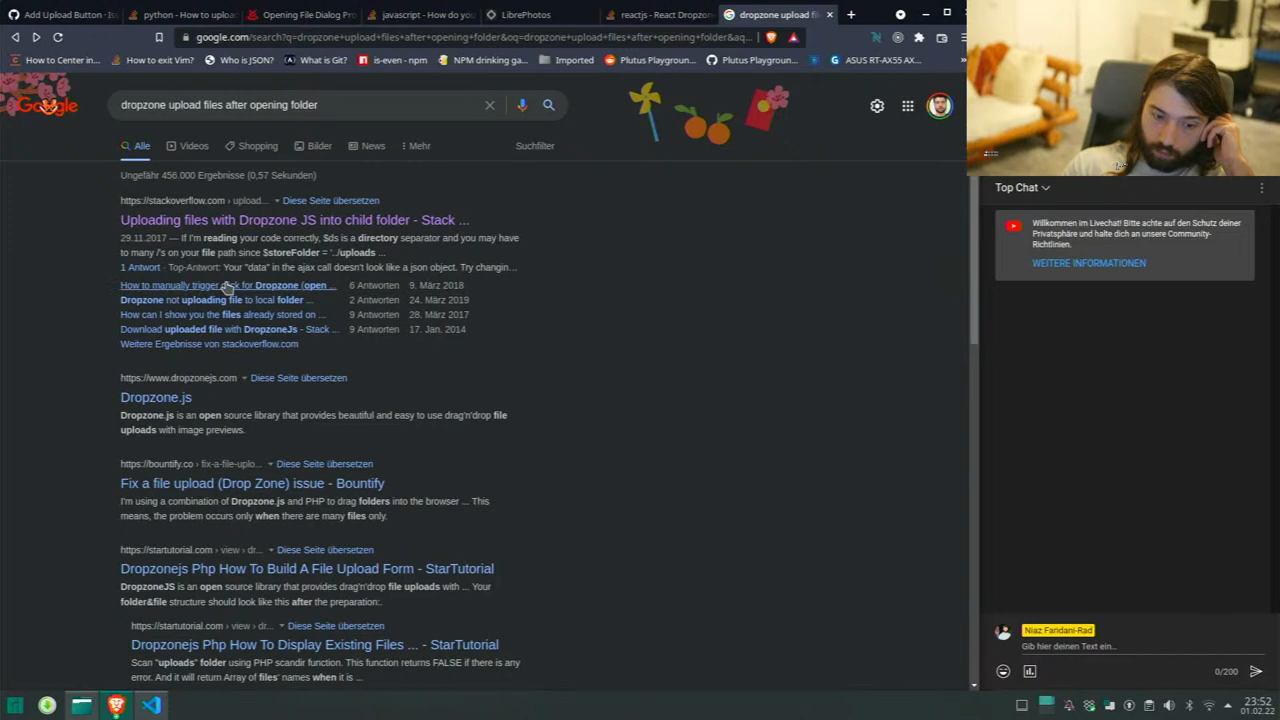 Add Upload Button · Iss
python - How to upload
Opening File Dialog Pro
javascript - How do you
LibrePhotos
reactjs - React Dropzon
dropzone upload files
google.com/search?q=dropzone+upload+files+after+opening+folder&oq=dropzone+upload+files+after+opening+folder&aq...
How to Center in...
How to exit Vim?
Who is JSON?
What is Git?
is-even - npm
NPM drinking ga...
Imported
Plutus Playgroun...
Plutus Playgroun...
ASUS RT-AX55 AX...
Google
dropzone upload files after opening folder
Alle
Videos
Shopping
Bilder
News
Mehr
Suchfilter
Ungefähr 456.000 Ergebnisse (0,57 Sekunden)
https://stackoverflow.com › upload... Diese Seite übersetzen
Uploading files with Dropzone JS into child folder - Stack ...
29.11.2017 — If I'm reading your code correctly, $ds is a directory separator and you may have
to many /'s on your file path since $storeFolder = '../uploads ...
1 Antwort · Top-Antwort: Your "data" in the ajax call doesn't look like a json object. Try changin...
How to manually trigger click for Dropzone (open ... 6 Antworten 9. März 2018
Dropzone not uploading file to local folder ... 2 Antworten 24. März 2019
How can I show you the files already stored on ... 9 Antworten 28. März 2017
Download uploaded file with DropzoneJs - Stack ... 9 Antworten 17. Jan. 2014
Weitere Ergebnisse von stackoverflow.com
https://www.dropzonejs.com Diese Seite übersetzen
Dropzone.js
Dropzone.js is an open source library that provides beautiful and easy to use drag'n'drop file
uploads with image previews.
https://bountify.co › fix-a-file-uplo... Diese Seite übersetzen
Fix a file upload (Drop Zone) issue - Bountify
I'm using a combination of Dropzone.js and PHP to drag folders into the browser ... This
means, the problem occurs only when there are many files only.
https://startutorial.com › view › dr... Diese Seite übersetzen
Dropzonejs Php How To Build A File Upload Form - StarTutorial
DropzoneJS is an open source library that provides drag'n'drop file uploads with ... Your
folder&file structure should look like this after the preparation:.
https://startutorial.com › view › dr... Diese Seite übersetzen
Dropzonejs Php How To Display Existing Files ... - StarTutorial
Scan "uploads" folder using PHP scandir function. This function returns FALSE if there is any
error. And it will return Array of files' names when it is ...
Top Chat
Willkommen im Livechat! Bitte achte auf den Schutz deiner
Privatsphäre und halte dich an unsere Community-
Richtlinien.
WEITERE INFORMATIONEN
Niaz Faridani-Rad
Gib hier deinen Text ein...
0/200
23:52
01.02.22